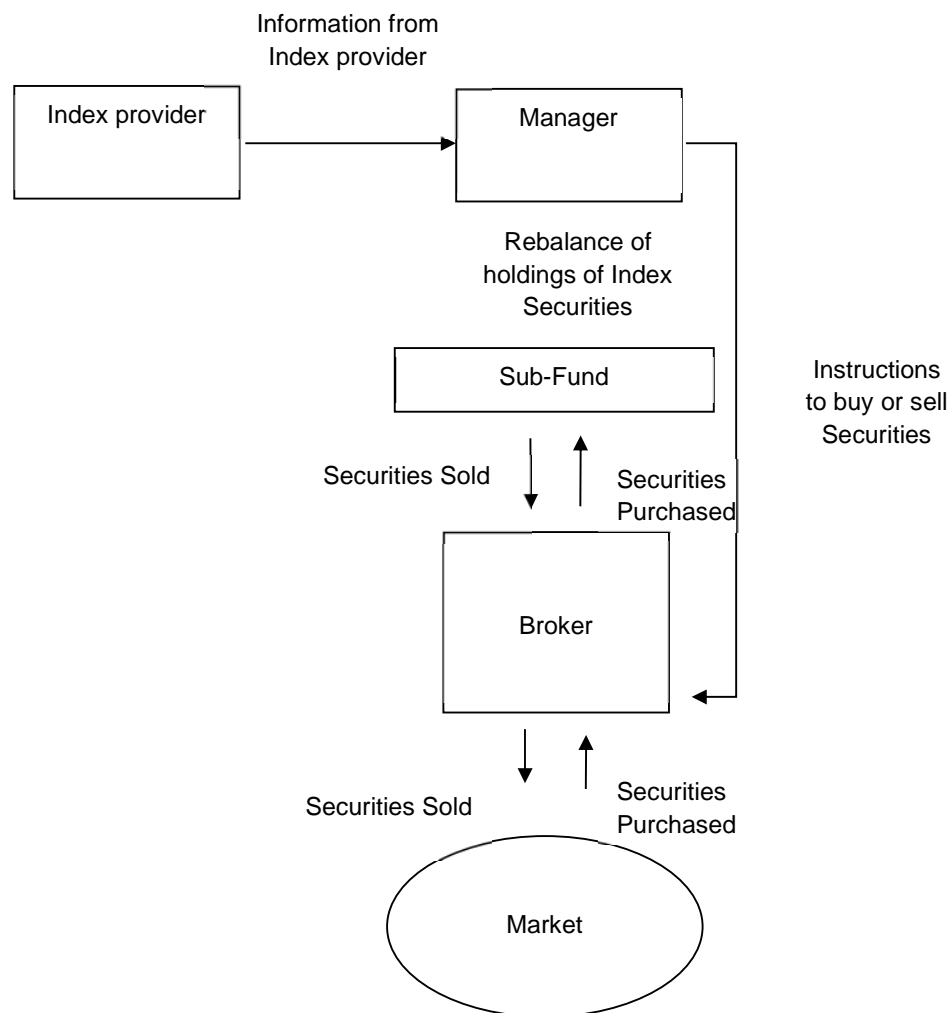 Information from
Index provider
Index provider
Manager
Rebalance of
holdings of Index
Securities
Sub-Fund
Instructions
to buy or sell
Securities
Securities Sold
Securities
Purchased
Broker
Securities Sold
Securities
Purchased
Market